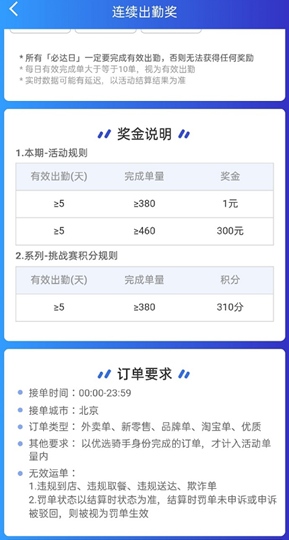 连续出勤奖
*所有「必达日」一定要完成有效出勤，否则无法获得任何奖励
*每日有效完成单大于等于10单，视为有效出勤
*实时数据可能有延迟，以活动结算结果为准
奖金说明
1.本期-活动规则
有效出勤(天) 完成单量 奖金
≥5 ≥380 1元
≥5 ≥460 300元
2.系列-挑战赛积分规则
有效出勤(天) 完成单量 积分
≥5 ≥380 310分
订单要求
接单时间：00:00-23:59
接单城市：北京
订单类型： 外卖单、新零售、品牌单、淘宝单、优质
其他要求： 以优选骑手身份完成的订单，才计入活动单
量内
无效运单：
1.违规到店、违规取餐、违规送达、欺诈单
2.罚单状态以结算时状态为准，结算时罚单未申诉或申诉
被驳回，则被视为罚单生效